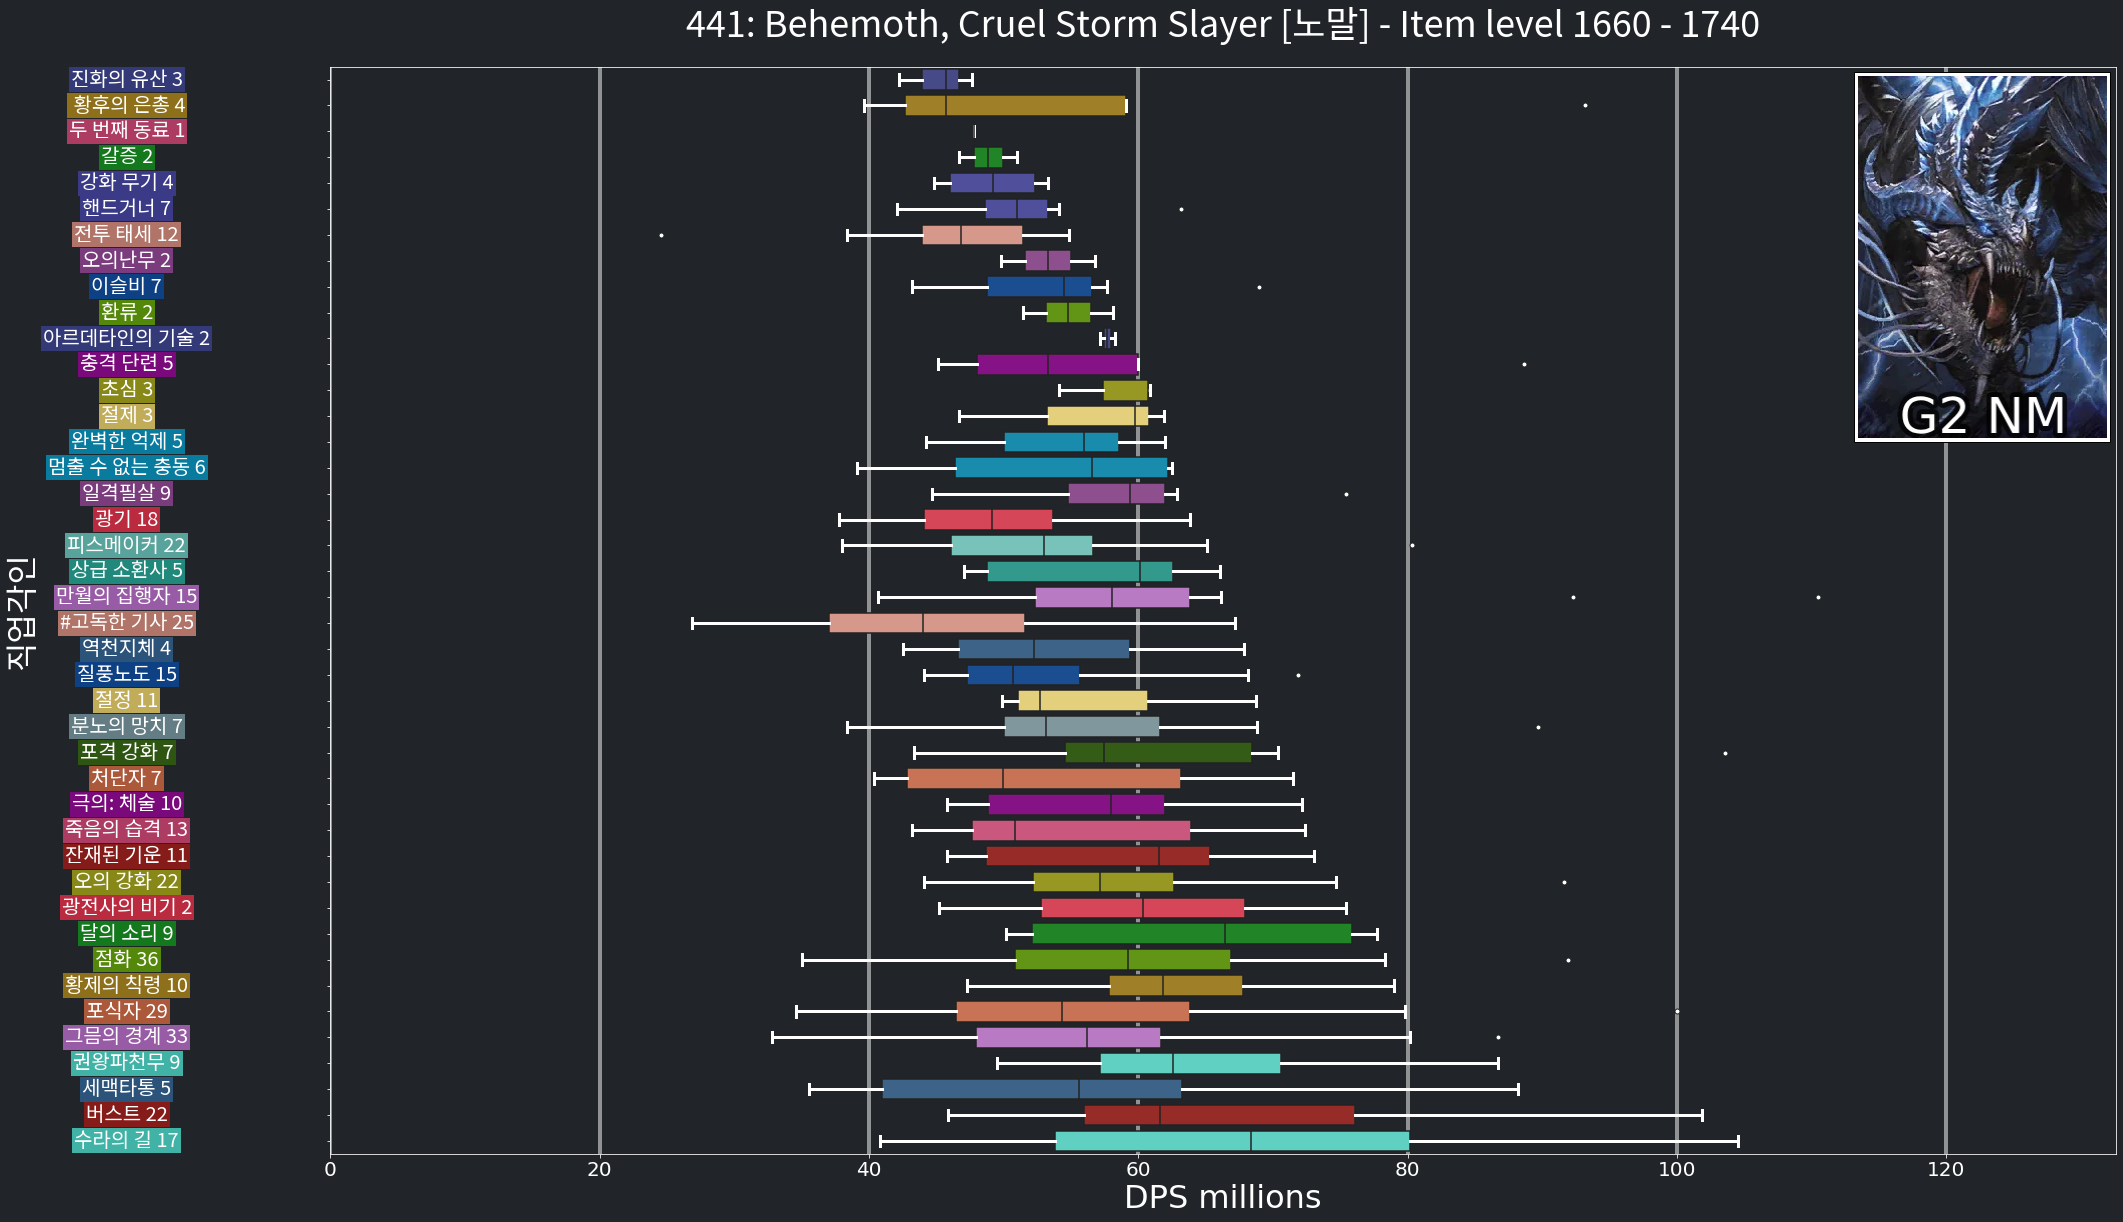 441: Behemoth, Cruel Storm Slayer [노말] - Item level 1660 - 1740
진화의 유산 3
황후의 은총 4
두 번째 동료 1
갈증 2
강화 무기 4
핸드거너 7
전투 태세 12
오의난무 2
이슬비 7
환류 2
아르데타인의 기술 2
충격 단련 5
초심 3
절제 3
완벽한 억제 5
멈출 수 없는 충동 6
일격필살 9
광기 18
피스메이커 22
상급 소환사 5
만월의 집행자 15
#고독한 기사 25
역천지체 4
질풍노도 15
절정 11
분노의 망치 7
포격 강화 7
처단자 7
극의: 체술 10
죽음의 습격 13
잔재된 기운 11
오의 강화 22
광전사의 비기 2
달의 소리 9
점화 36
황제의 칙령 10
포식자 29
그믐의 경계 33
권왕파천무 9
세맥타통 5
버스트 22
수라의 길 17
직업각인
G2 NM
0 20 40 60 80 100 120
DPS millions